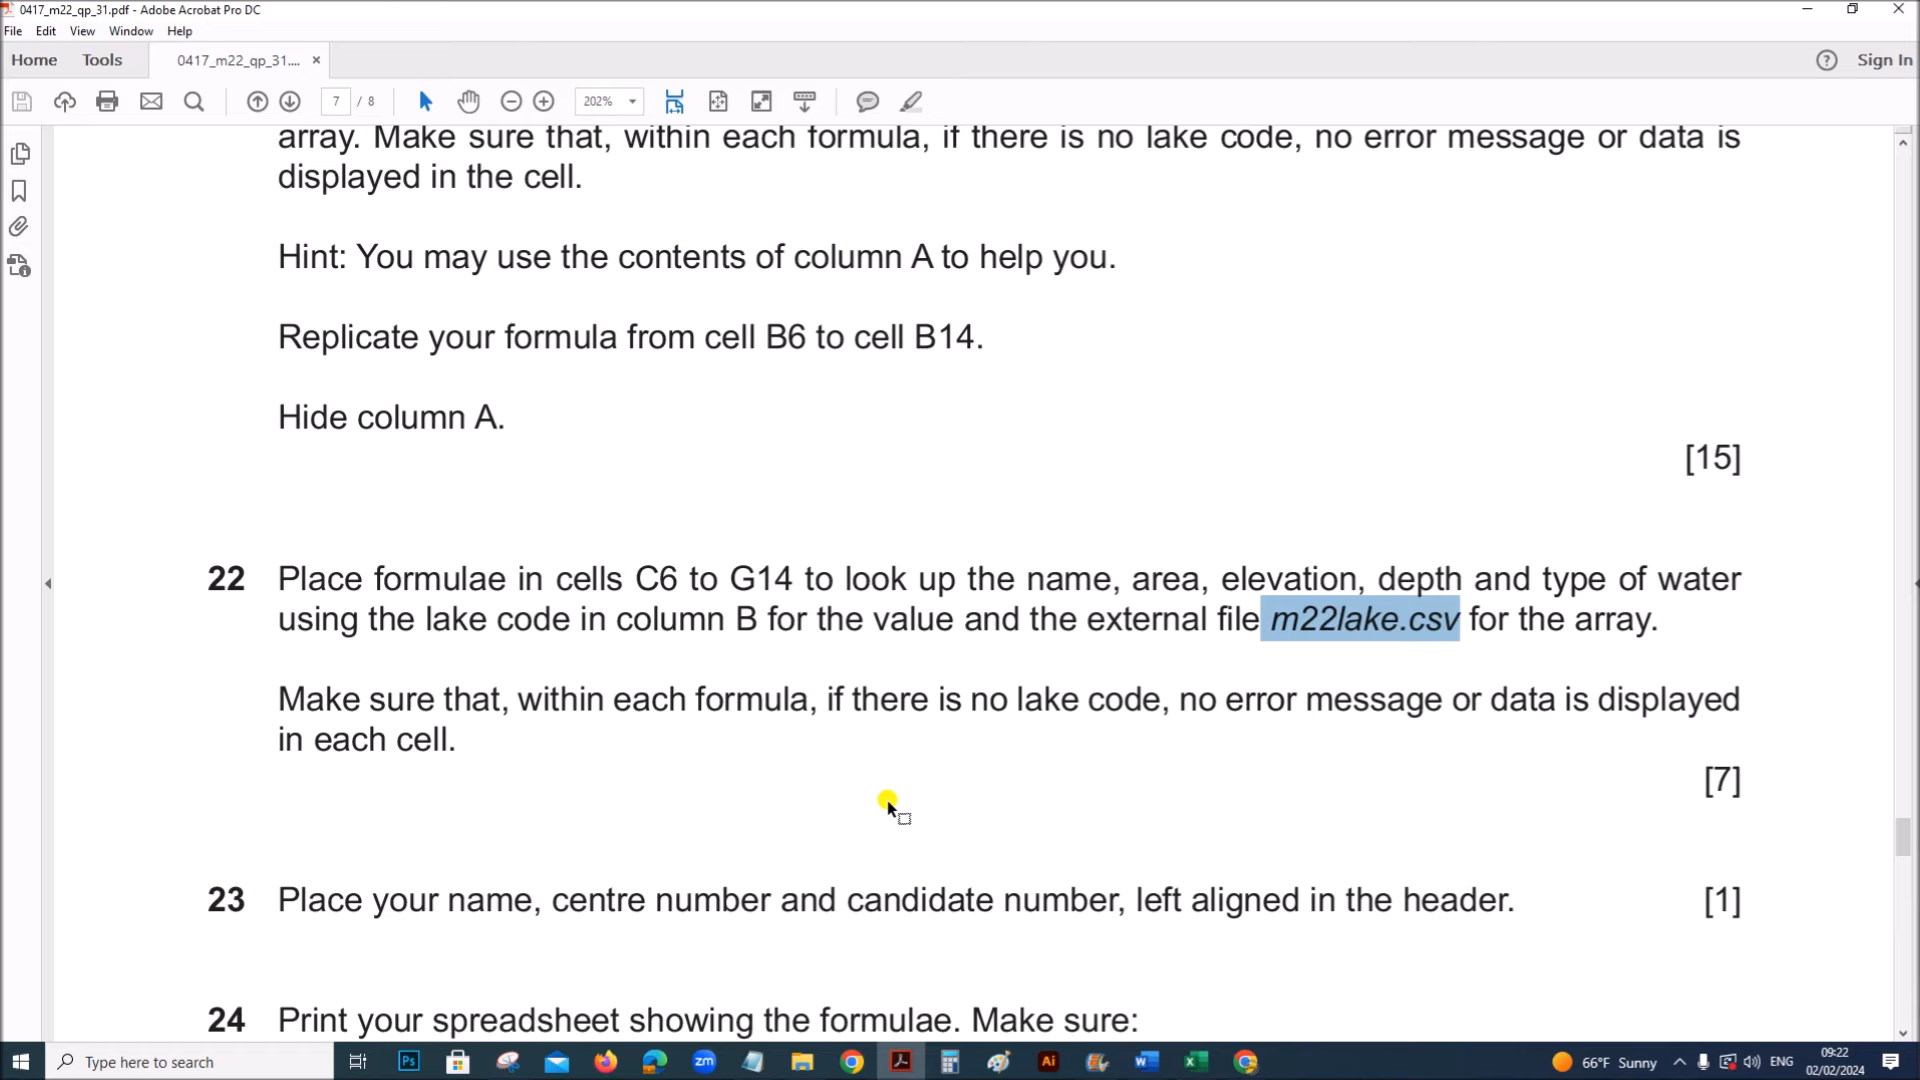 0417_m22_qp_31.pdf - Adobe Acrobat Pro DC
File Edit View Window Help
Home Tools 0417_m22_qp_31.... × Sign In
7 / 8 202%
array. Make sure that, within each formula, if there is no lake code, no error message or data is
displayed in the cell.
Hint: You may use the contents of column A to help you.
Replicate your formula from cell B6 to cell B14.
Hide column A.
[15]
22 Place formulae in cells C6 to G14 to look up the name, area, elevation, depth and type of water
using the lake code in column B for the value and the external file m22lake.csv for the array.
Make sure that, within each formula, if there is no lake code, no error message or data is displayed
in each cell.
[7]
23 Place your name, centre number and candidate number, left aligned in the header. [1]
24 Print your spreadsheet showing the formulae. Make sure:
Type here to search Ps zm Ai 66°F Sunny ENG 09:22
02/02/2024